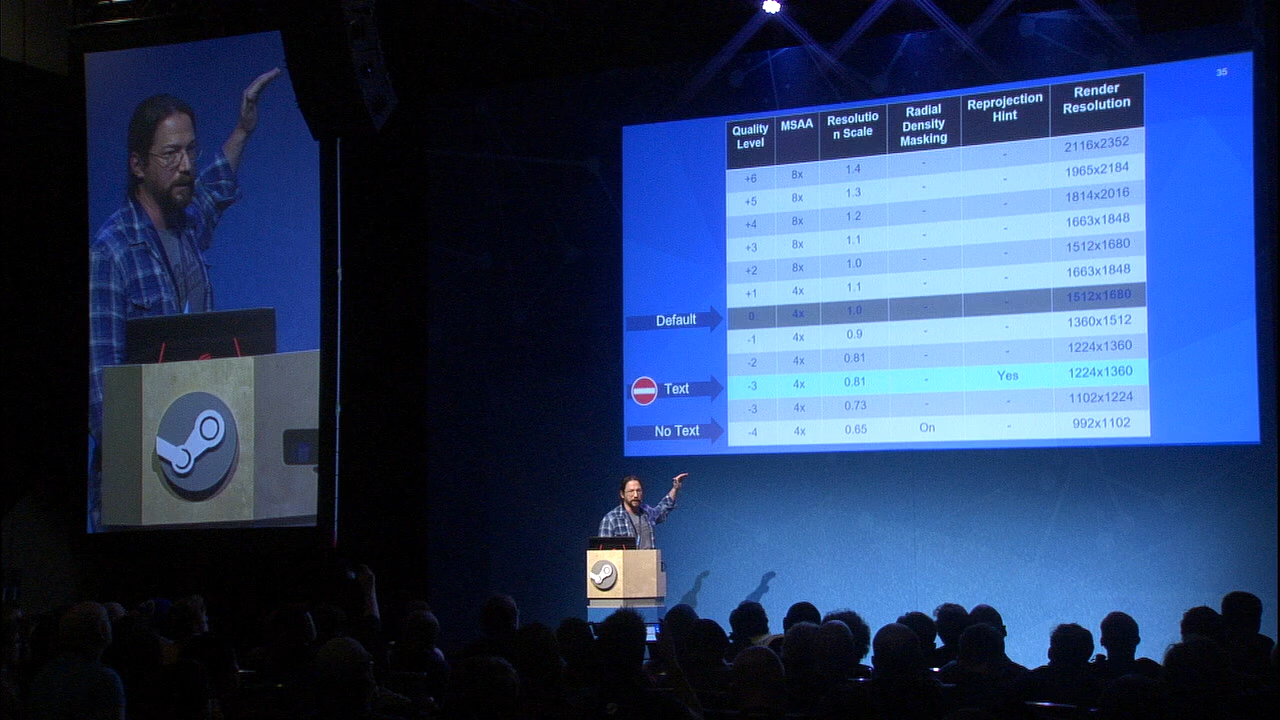 35
Quality Level MSAA Resolutio n Scale Radial Density Masking Reprojection Hint Render Resolution
+6 8x 1.4 - - 2116x2352
+5 8x 1.3 - - 1965x2184
+4 8x 1.2 - - 1814x2016
+3 8x 1.1 - - 1663x1848
+2 8x 1.0 - - 1512x1680
+1 4x 1.1 - - 1663x1848
Default 0 4x 1.0 - - 1512x1680
-1 4x 0.9 - - 1360x1512
-2 4x 0.81 - - 1224x1360
Text -3 4x 0.81 - Yes 1224x1360
-3 4x 0.73 - - 1102x1224
No Text -4 4x 0.65 On - 992x1102